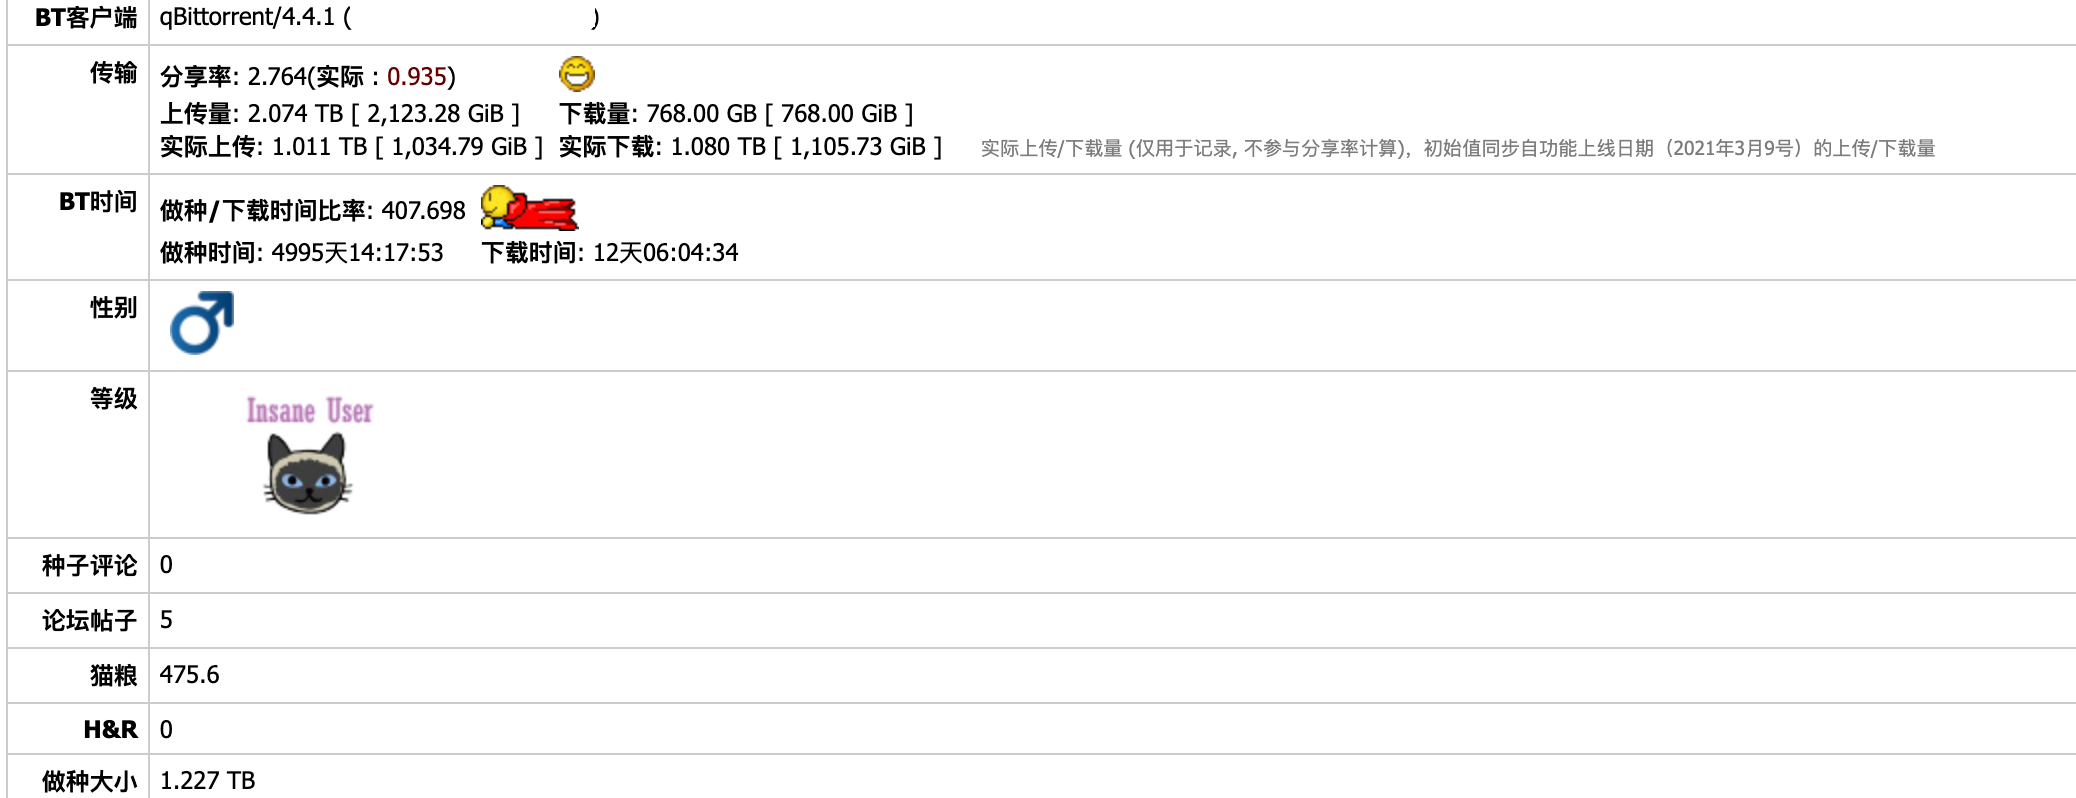 BT客户端 qBittorrent/4.4.1 ( )
传输 分享率: 2.764(实际 : 0.935)
上传量: 2.074 TB [ 2,123.28 GiB ] 下载量: 768.00 GB [ 768.00 GiB ]
实际上传: 1.011 TB [ 1,034.79 GiB ] 实际下载: 1.080 TB [ 1,105.73 GiB ] 实际上传/下载量 (仅用于记录, 不参与分享率计算)，初始值同步自功能上线日期（2021年3月9号）的上传/下载量
BT时间 做种/下载时间比率: 407.698
做种时间: 4995天14:17:53 下载时间: 12天06:04:34
性别
等级 Insane User
种子评论 0
论坛帖子 5
猫粮 475.6
H&R 0
做种大小 1.227 TB